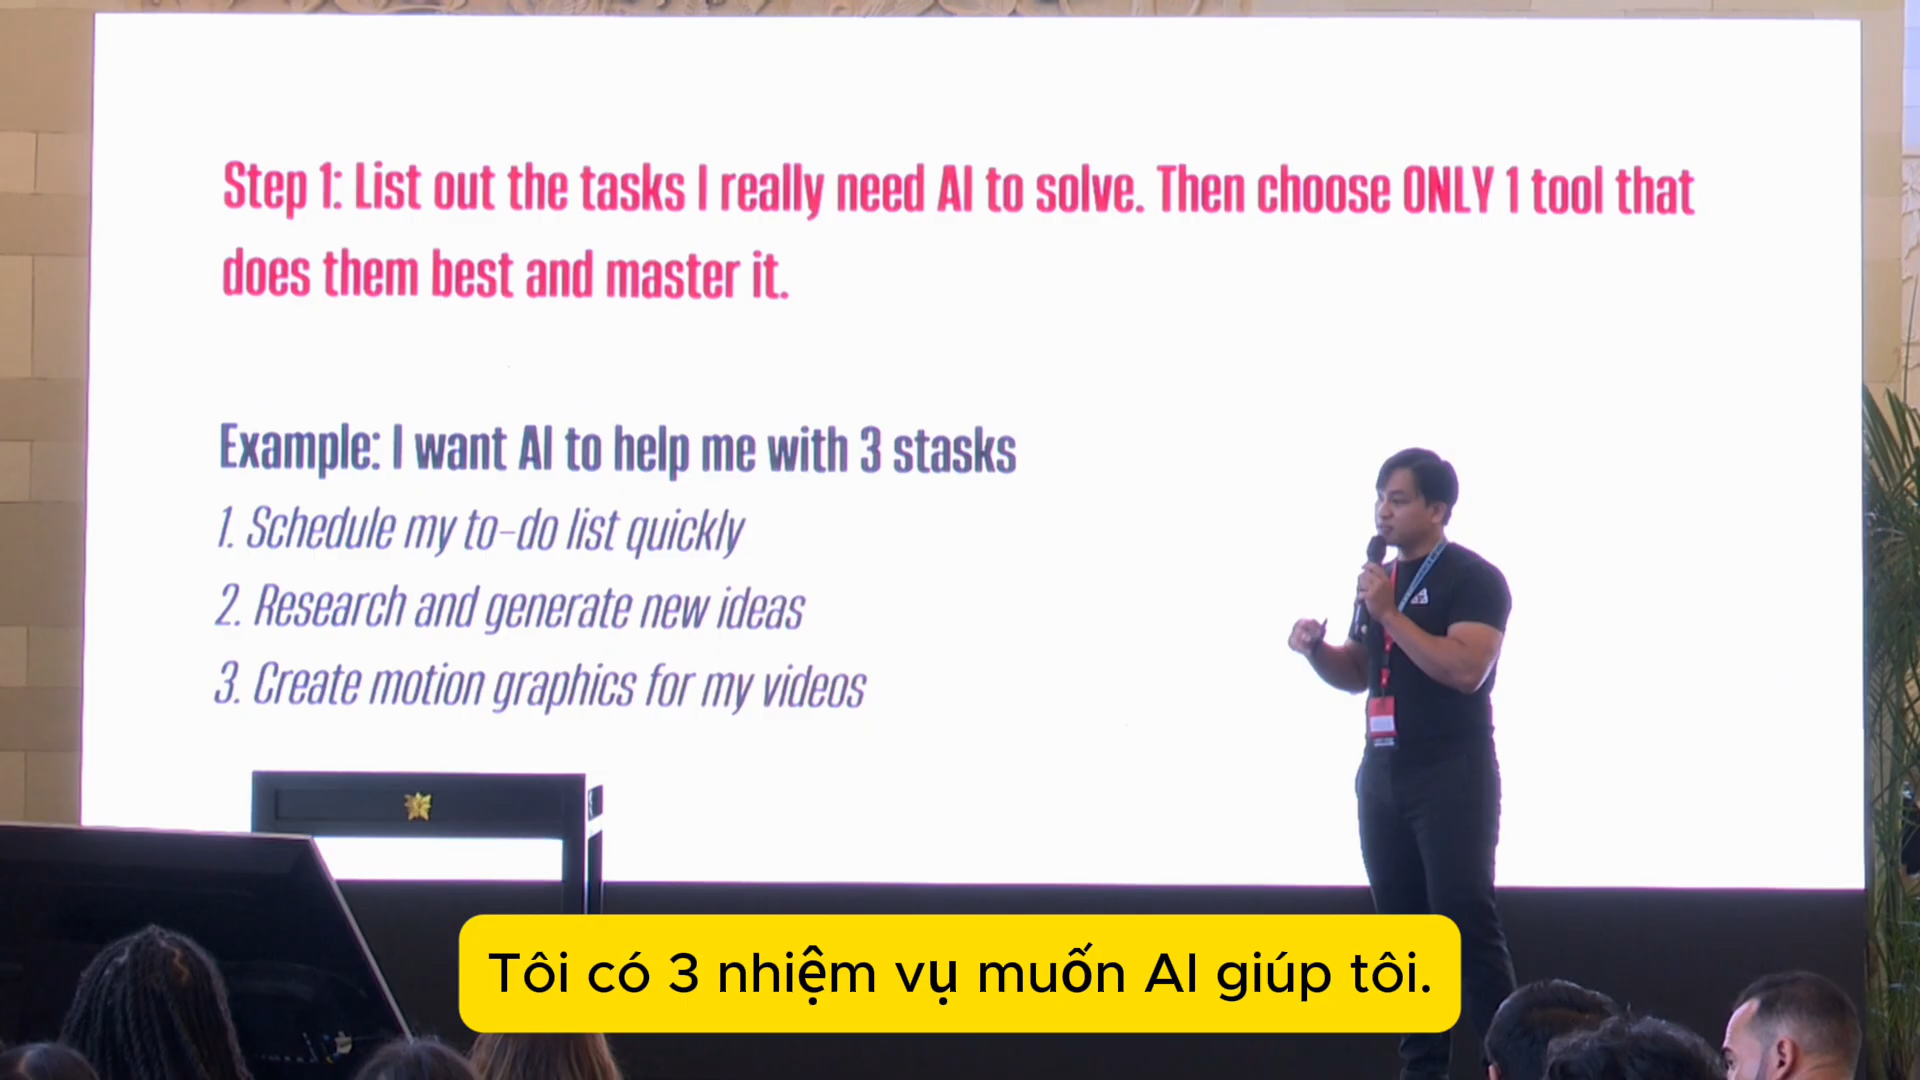 Step 1: List out the tasks I really need AI to solve. Then choose ONLY 1 tool that
does them best and master it.
Example: I want AI to help me with 3 stasks
1. Schedule my to-do list quickly
2. Research and generate new ideas
3. Create motion graphics for my videos
Tôi có 3 nhiệm vụ muốn AI giúp tôi.